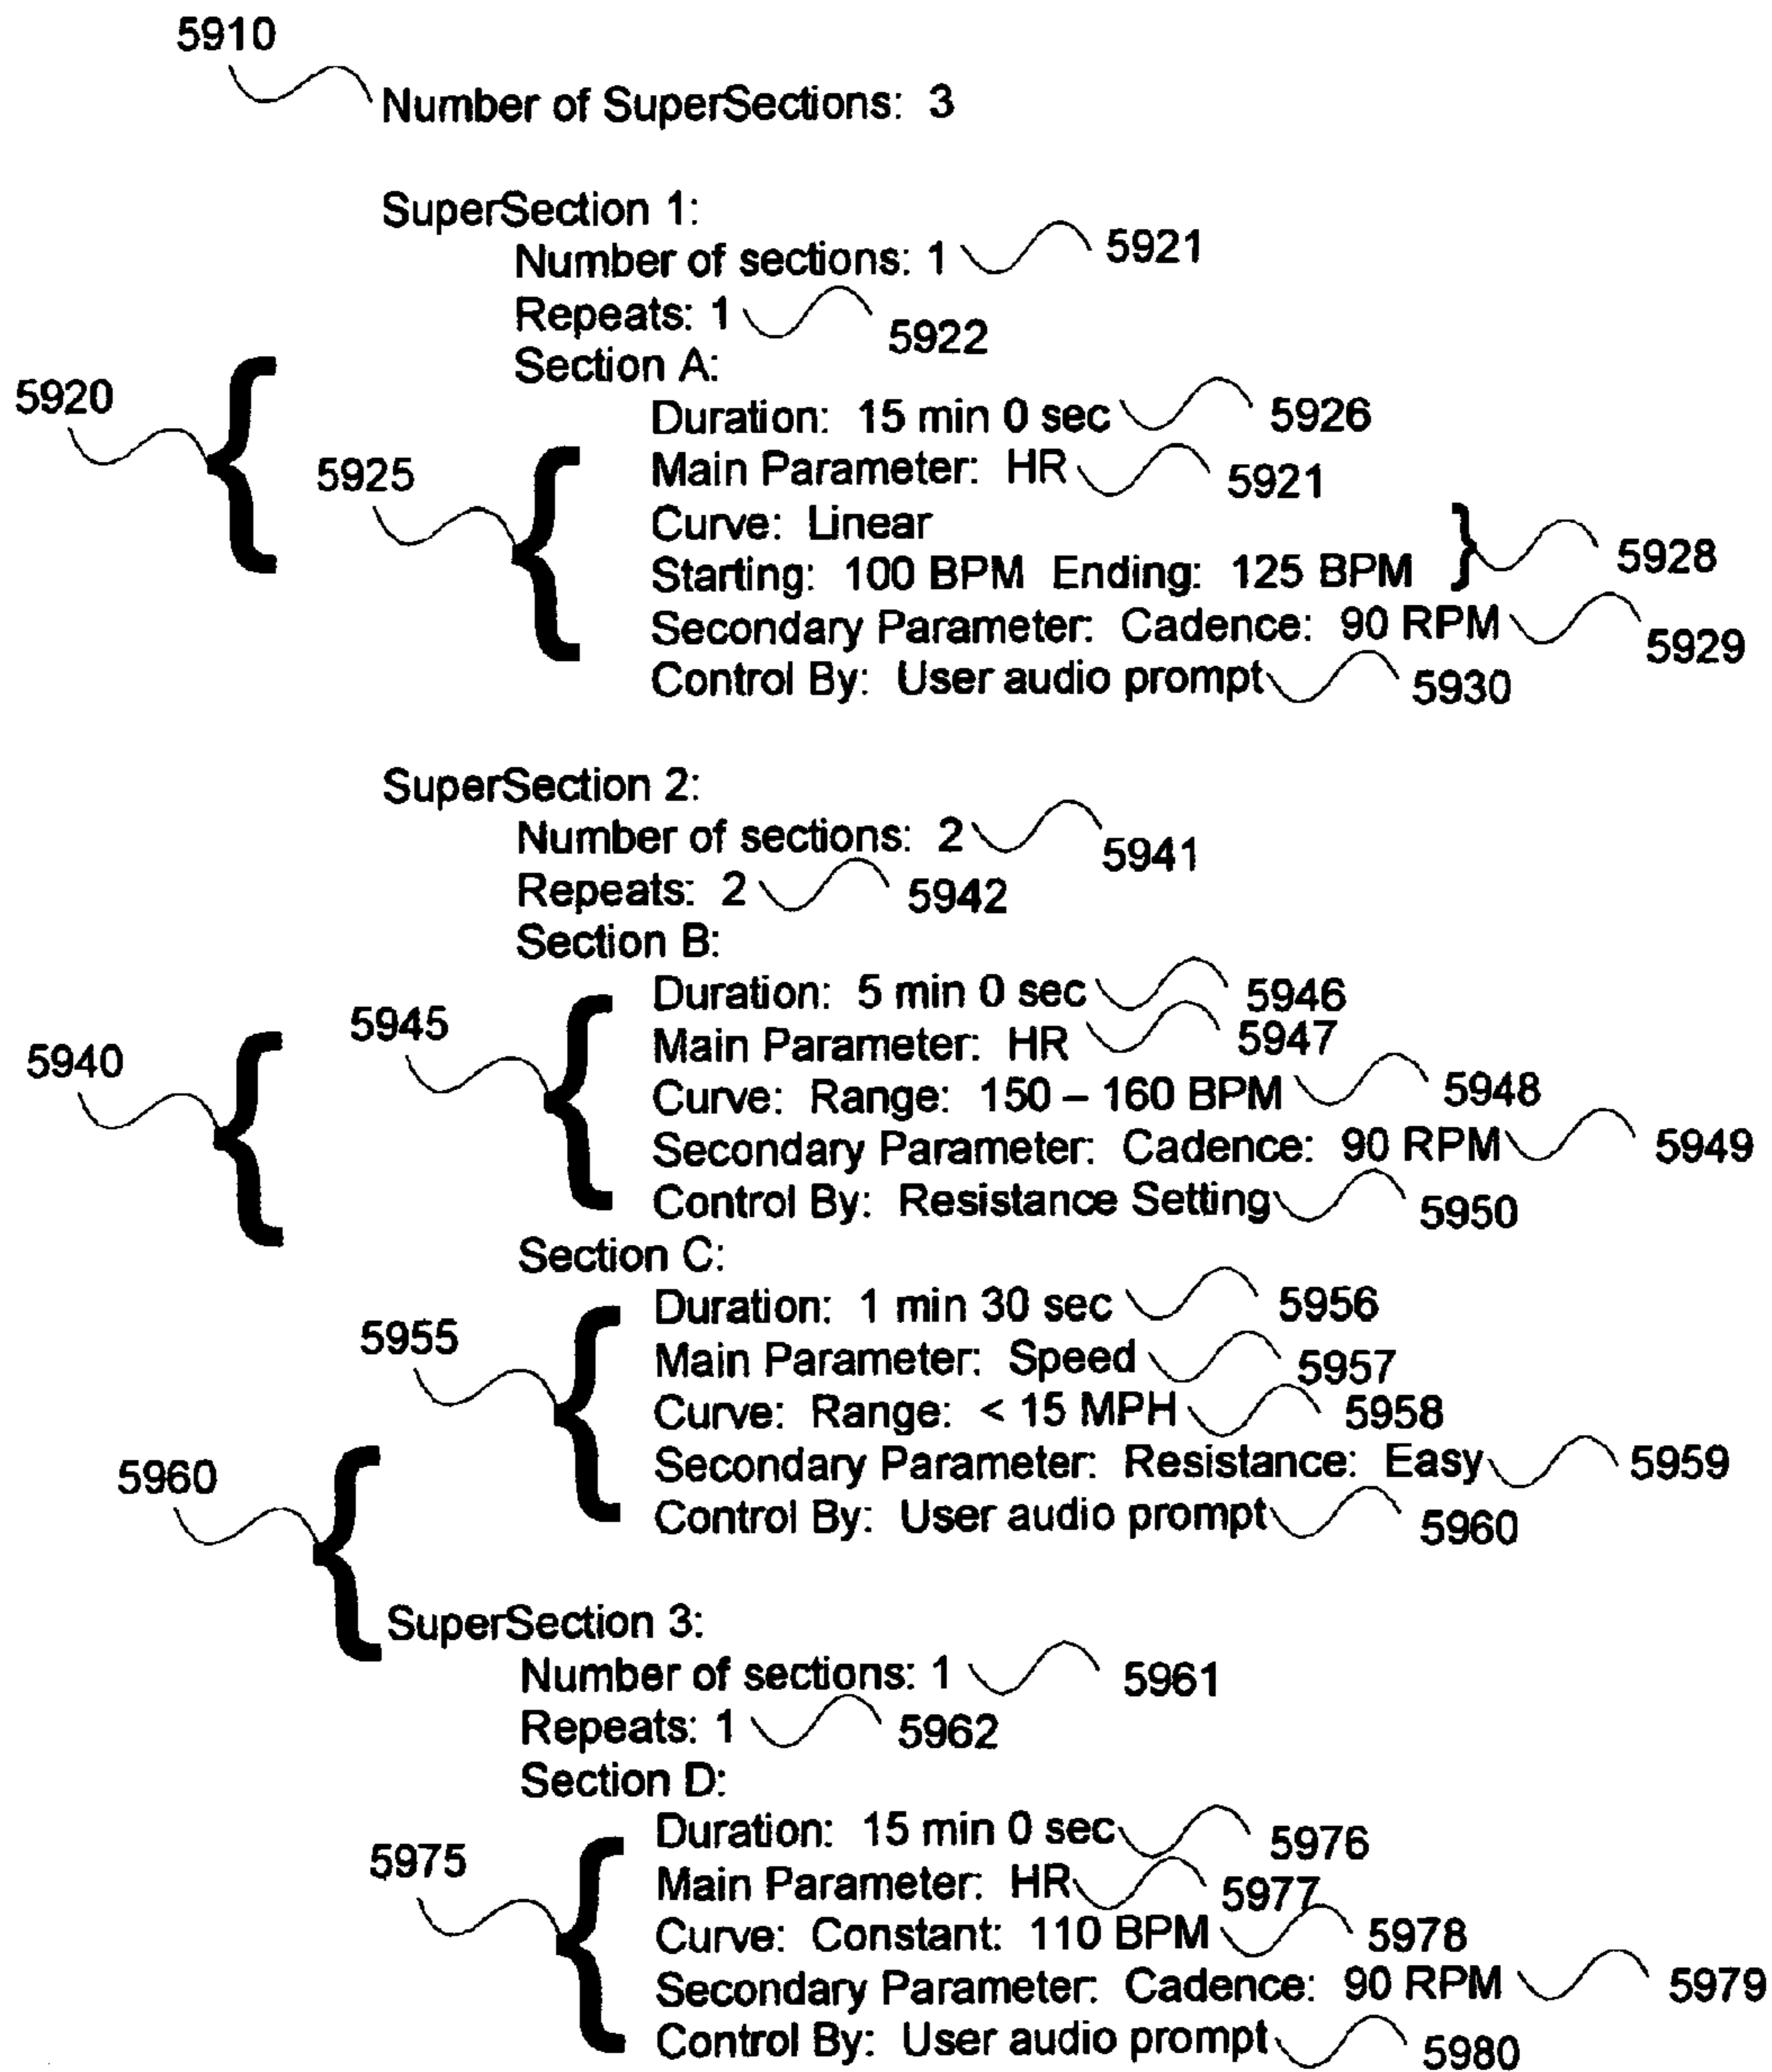 5910
Number of SuperSections: 3
SuperSection 1:
Number of sections: 1 5921
Repeats: 1 5922
Section A:
5920
Duration: 15 min 0 sec 5926
5925 Main Parameter: HR 5921
Curve: Linear
Starting: 100 BPM Ending: 125 BPM 5928
Secondary Parameter: Cadence: 90 RPM 5929
Control By: User audio prompt 5930
SuperSection 2:
Number of sections: 2 5941
Repeats: 2 5942
Section B:
Duration: 5 min 0 sec 5946
5945 Main Parameter: HR 5947
5940 Curve: Range: 150 – 160 BPM 5948
Secondary Parameter: Cadence: 90 RPM 5949
Control By: Resistance Setting 5950
Section C:
Duration: 1 min 30 sec 5956
5955 Main Parameter: Speed 5957
Curve: Range: < 15 MPH 5958
5960 Secondary Parameter: Resistance: Easy 5959
Control By: User audio prompt 5960
SuperSection 3:
Number of sections: 1 5961
Repeats: 1 5962
Section D:
Duration: 15 min 0 sec 5976
5975 Main Parameter: HR 5977
Curve: Constant: 110 BPM 5978
Secondary Parameter: Cadence: 90 RPM 5979
Control By: User audio prompt 5980